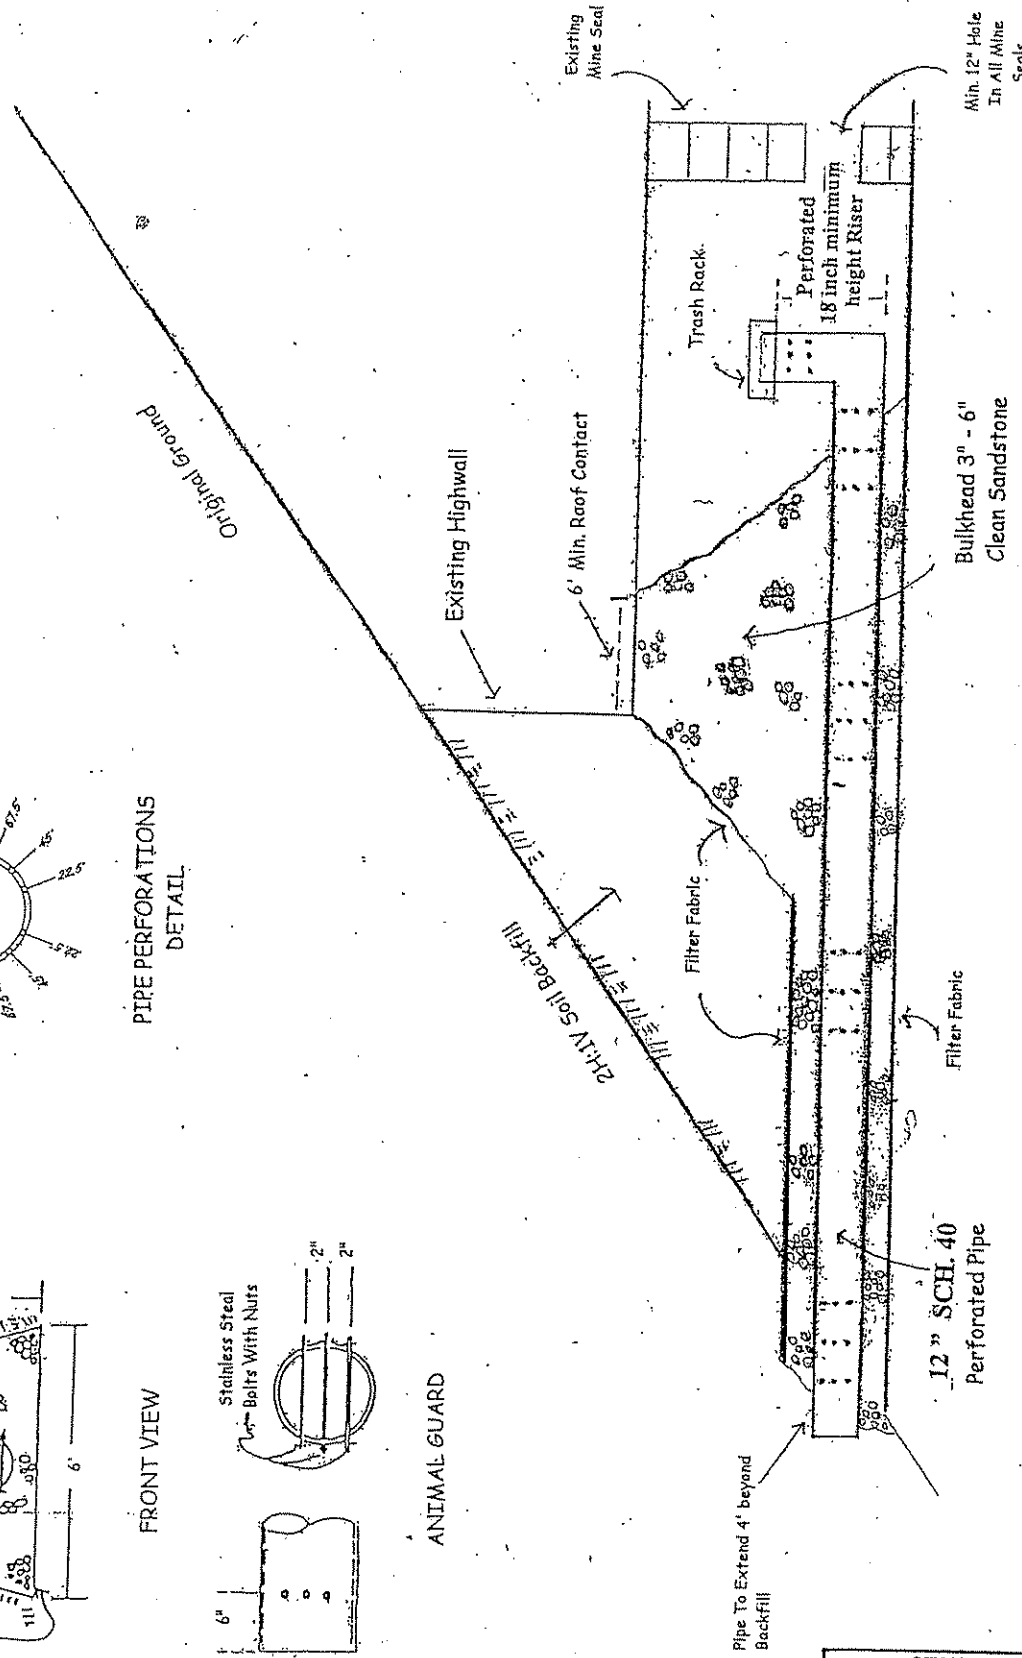 Existing
Mine Seal
Min. 12" Hole
In All Mine
Seals
Perforated
18 inch minimum
height Riser
Trash Rack
Original Ground
Existing Highwall
6' Min. Roof Contact
Bulkhead 3" - 6"
Clean Sandstone
2H:1V Soil Backfill
Filter Fabric
Filter Fabric
12" SCH. 40
Perforated Pipe
Pipe To Extend 4' beyond
Backfill
67.5°
45°
22.5°
22.5°
45°
67.5°
PIPE PERFORATIONS
DETAIL
6'
FRONT VIEW
Stainless Steal
Bolts With Nuts
2"
2"
6"
ANIMAL GUARD